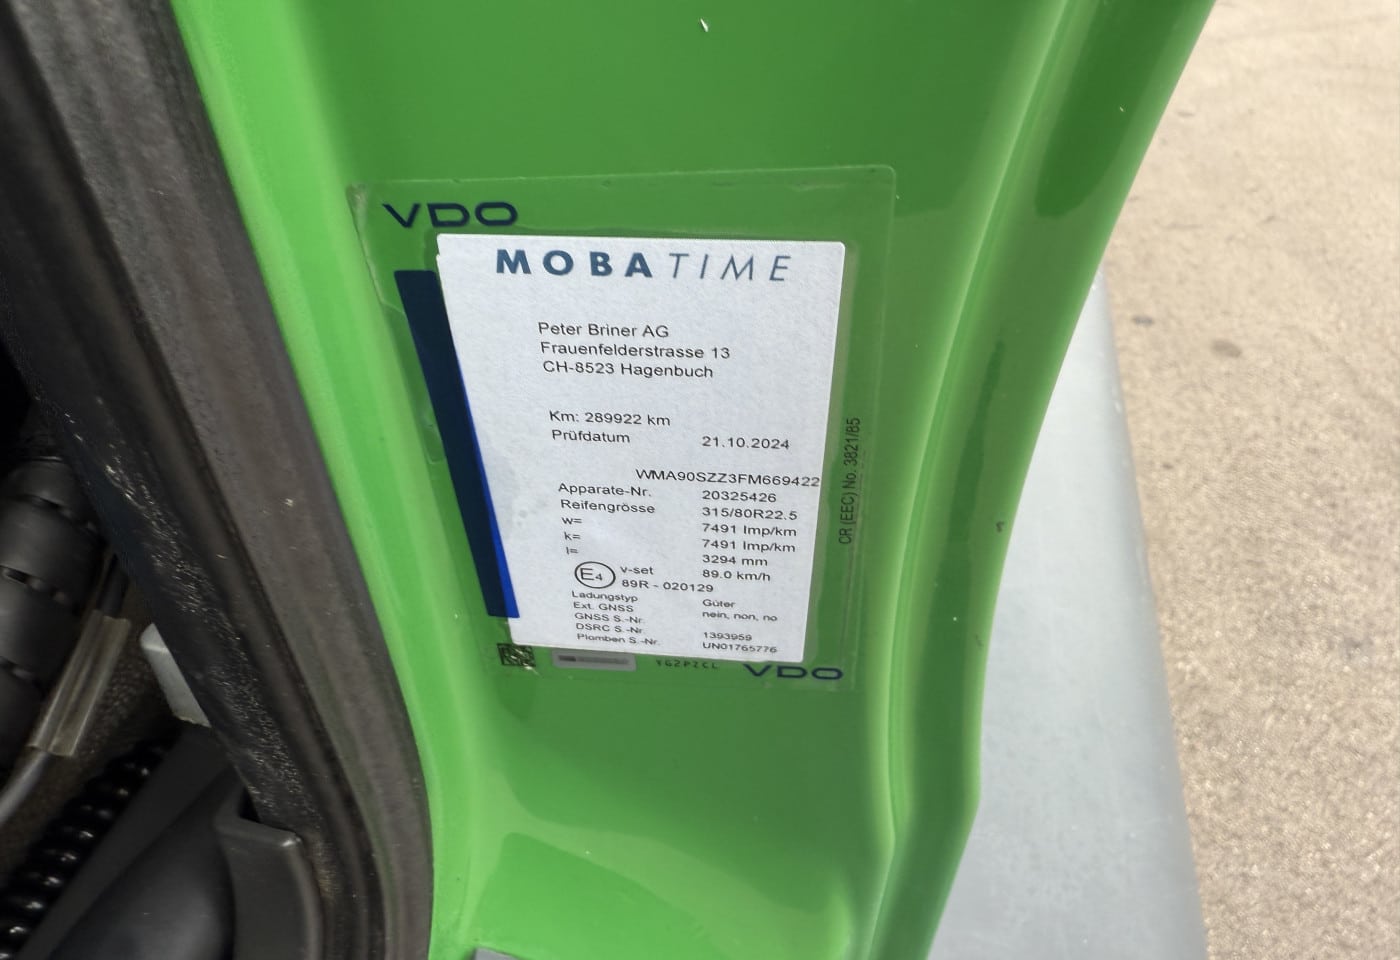 VDO
MOBATIME
Peter Briner AG
Frauenfelderstrasse 13
CH-8523 Hagenbuch
Km: 289922 km
Prüfdatum 21.10.2024
WMA90SZZ3FM669422
Apparate-Nr. 20325426
Reifengrösse 315/80R22.5
w= 7491 Imp/km
k= 7491 Imp/km
l= 3294 mm
E4 v-set 89.0 km/h
89R - 020129
Ladungstyp Güter
Ext. GNSS nein, non, no
GNSS S.-Nr.
DSRC S.-Nr. 1393959
Plomben S.-Nr. UN01765776
VDO
CR (EEC) No. 3821/85